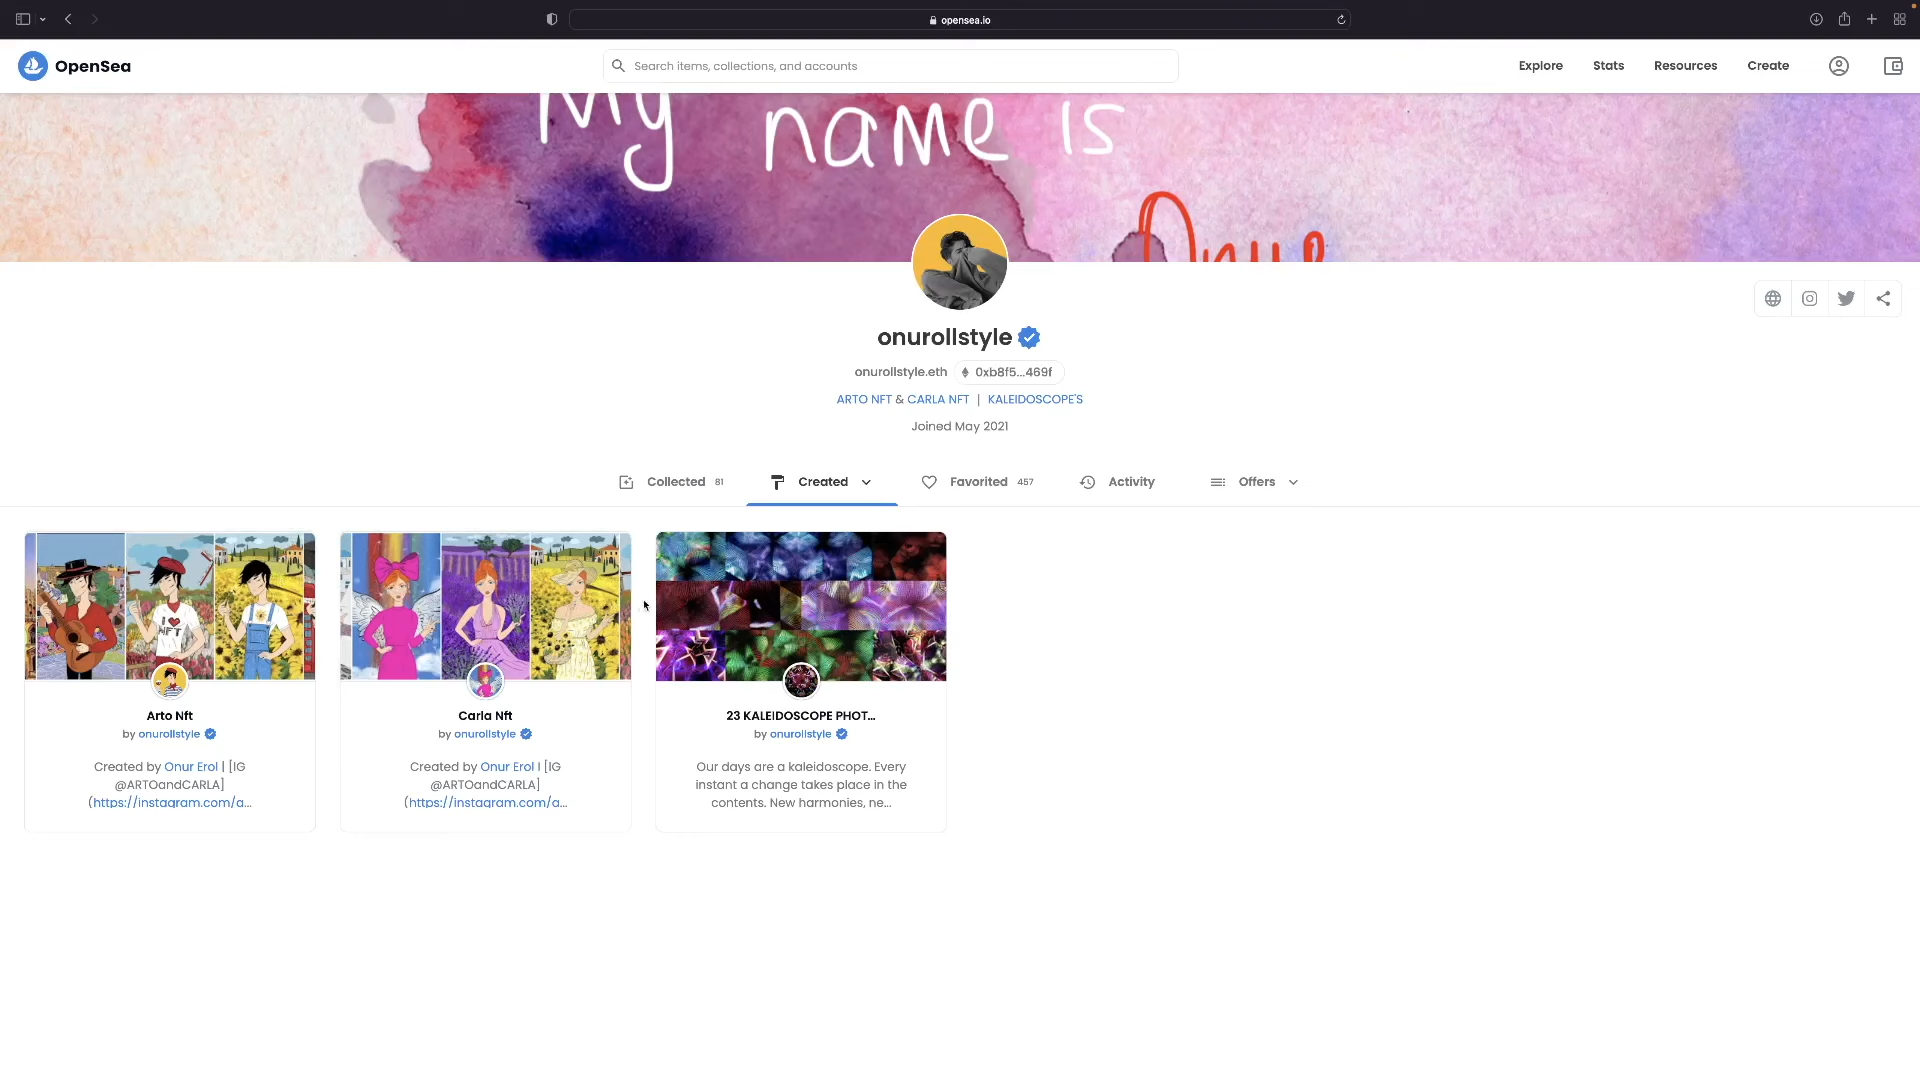 opensea.io
OpenSea
Search items, collections, and accounts
Explore
Stats
Resources
Create
My
name is
Onur
onurollstyle
onurollstyle.eth
0xb8f5...469f
ARTO NFT & CARLA NFT | KALEIDOSCOPE'S
Joined May 2021
Collected 81
Created
Favorited 457
Activity
Offers
I ❤ NFT
Arto Nft
by onurollstyle
Created by Onur Erol | [IG
@ARTOandCARLA]
(https://instagram.com/a...
Carla Nft
by onurollstyle
Created by Onur Erol I [IG
@ARTOandCARLA]
(https://instagram.com/a...
23 KALEIDOSCOPE PHOT...
by onurollstyle
Our days are a kaleidoscope. Every
instant a change takes place in the
contents. New harmonies, ne...